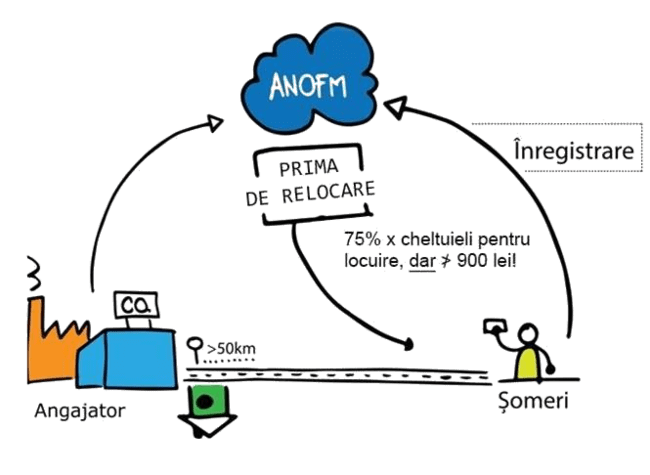 ANOFM
Înregistrare
PRIMA
DE RELOCARE
75% x cheltuieli pentru
locuire, dar ≯ 900 lei!
CO.
>50km
Angajator
Șomeri